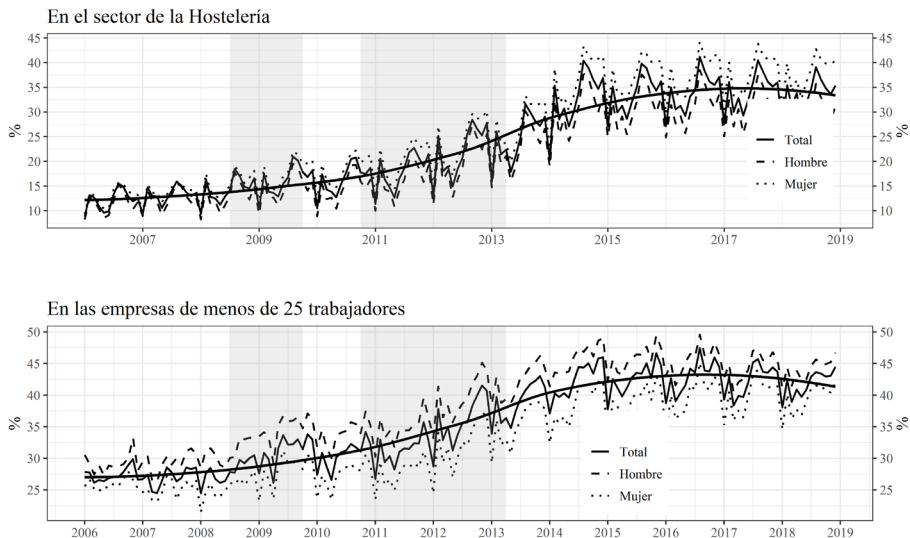 En el sector de la Hostelería
45 45
40 40
35 35
30 30
25 25
20 20
15 15
10 10
% %
Total
Hombre
Mujer
2007 2009 2011 2013 2015 2017 2019
En las empresas de menos de 25 trabajadores
50 50
45 45
40 40
35 35
30 30
25 25
% %
Total
Hombre
Mujer
2006 2007 2008 2009 2010 2011 2012 2013 2014 2015 2016 2017 2018 2019